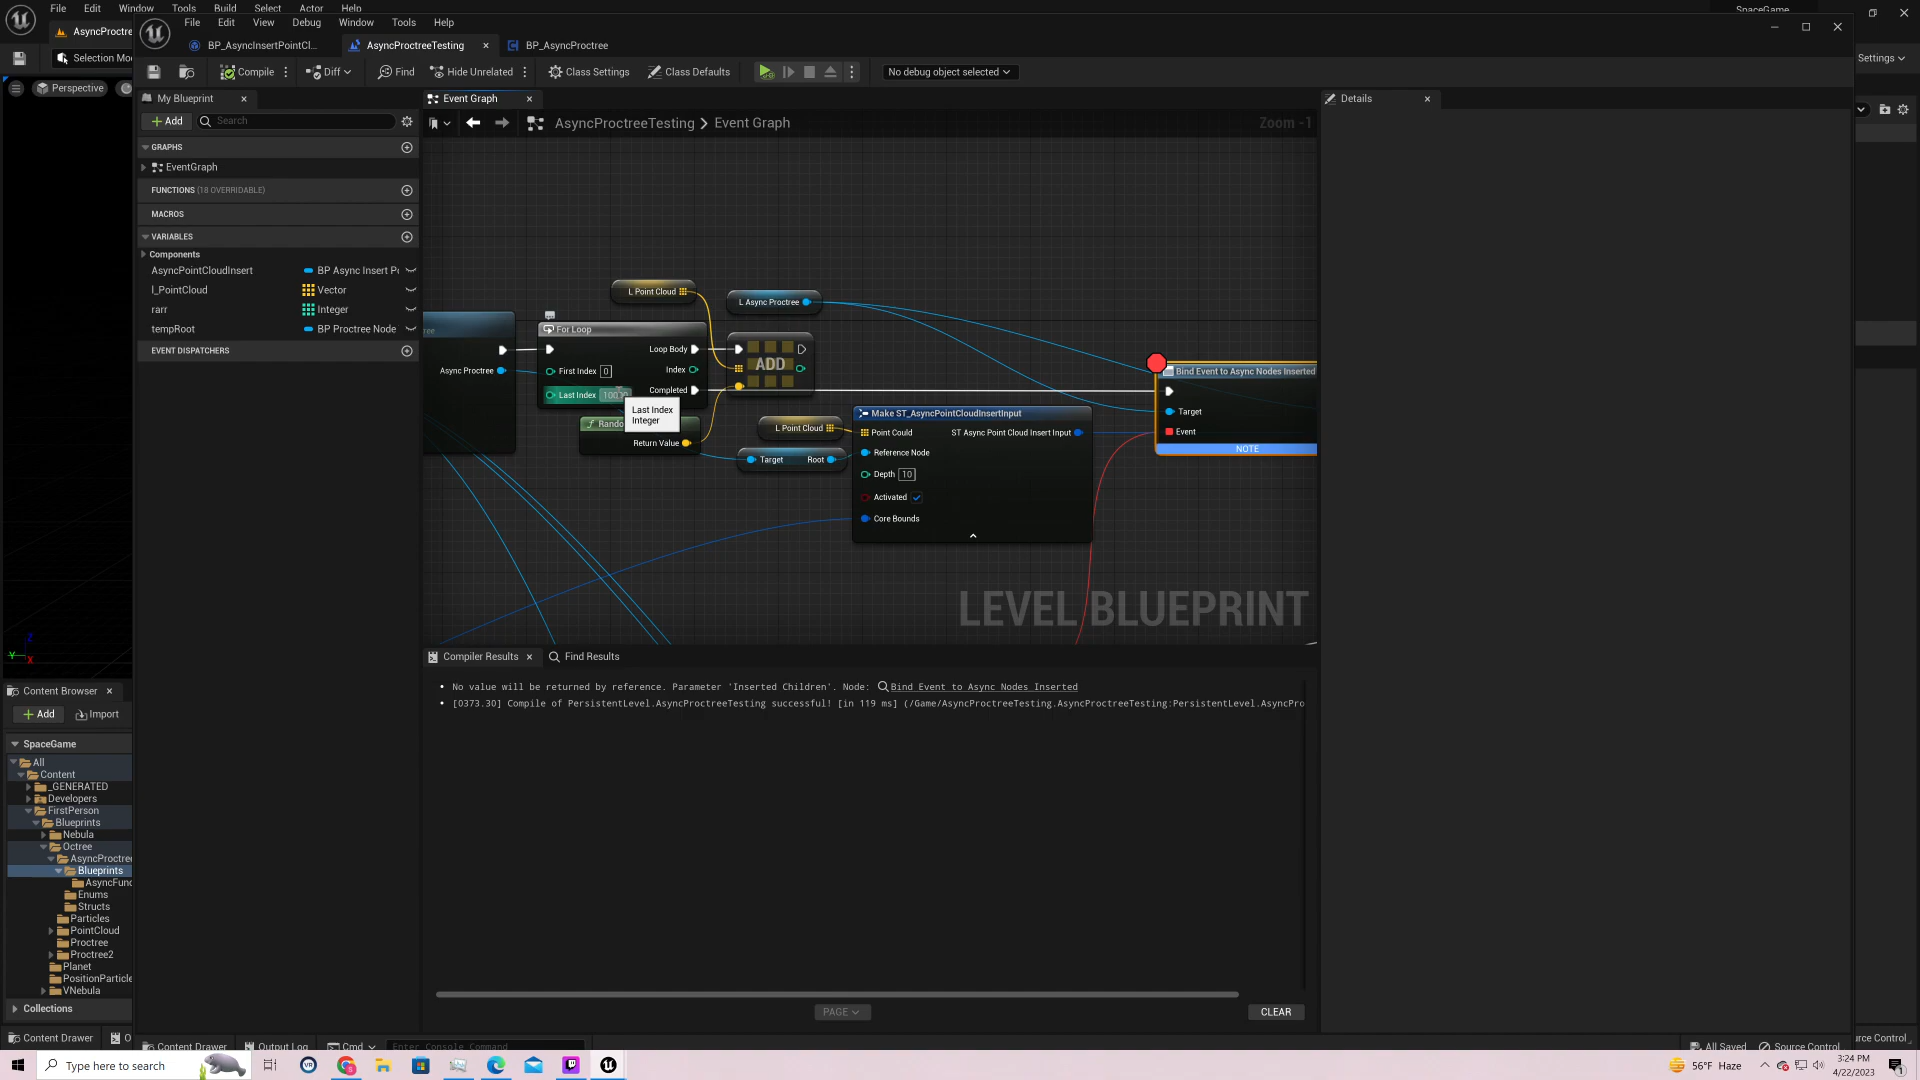 File Edit Window Tools Build Select Actor Help
SpaceGame
File Edit View Debug Window Tools Help
AsyncProctre
BP_AsyncInsertPointCl...
AsyncProctreeTesting
BP_AsyncProctree
Selection Mo
Compile
Diff
Find
Hide Unrelated
Class Settings
Class Defaults
No debug object selected
Settings
Perspective
My Blueprint
Event Graph
Details
Add
Search
AsyncProctreeTesting > Event Graph
Zoom -1
GRAPHS
EventGraph
FUNCTIONS (18 OVERRIDABLE)
MACROS
VARIABLES
Components
AsyncPointCloudInsert BP Async Insert P
l_PointCloud Vector
rarr Integer
tempRoot BP Proctree Node
EVENT DISPATCHERS
L Point Cloud
L Async Proctree
For Loop
Loop Body
Async Proctree
First Index 0
Index
Last Index
Completed
ADD
Last Index
Integer
Rando
Return Value
L Point Cloud
Target Root
Make ST_AsyncPointCloudInsertInput
Point Could
ST Async Point Cloud Insert Input
Reference Node
Depth 10
Activated
Core Bounds
Bind Event to Async Nodes Inserted
Target
Event
NOTE
LEVEL BLUEPRINT
Y
Z
X
Compiler Results
Find Results
No value will be returned by reference. Parameter 'Inserted Children'. Node: Bind Event to Async Nodes Inserted
[0373.30] Compile of PersistentLevel.AsyncProctreeTesting successful! [in 119 ms] (/Game/AsyncProctreeTesting.AsyncProctreeTesting:PersistentLevel.AsyncPro
Content Browser
Add
Import
SpaceGame
All
Content
_GENERATED
Developers
FirstPerson
Blueprints
Nebula
Octree
AsyncProctree
Blueprints
AsyncFunc
Enums
Structs
Particles
PointCloud
Proctree
Proctree2
Planet
PositionParticle
VNebula
Collections
PAGE
CLEAR
Content Drawer
O
Content Drawer
Output Log
Cmd
Enter Console Command
All Saved
Source Control
urce Control
Type here to search
56°F Haze
3:24 PM
4/22/2023
1